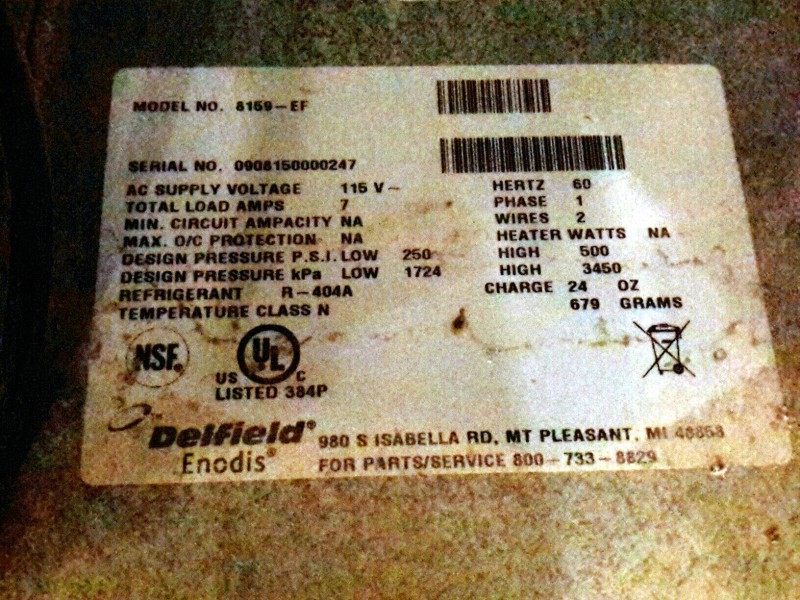 MODEL NO. 8159-EF
SERIAL NO. 0908150000247
AC SUPPLY VOLTAGE 115 V~ HERTZ 60
TOTAL LOAD AMPS 7 PHASE 1
MIN. CIRCUIT AMPACITY NA WIRES 2
MAX. O/C PROTECTION NA HEATER WATTS NA
DESIGN PRESSURE P.S.I. LOW 250 HIGH 500
DESIGN PRESSURE kPa LOW 1724 HIGH 3450
REFRIGERANT R-404A CHARGE 24 OZ
TEMPERATURE CLASS N 679 GRAMS
NSF®
UL
US C
LISTED 384P
Delfield® 980 S ISABELLA RD, MT PLEASANT, MI 48858
Enodis® FOR PARTS/SERVICE 800-733-8829